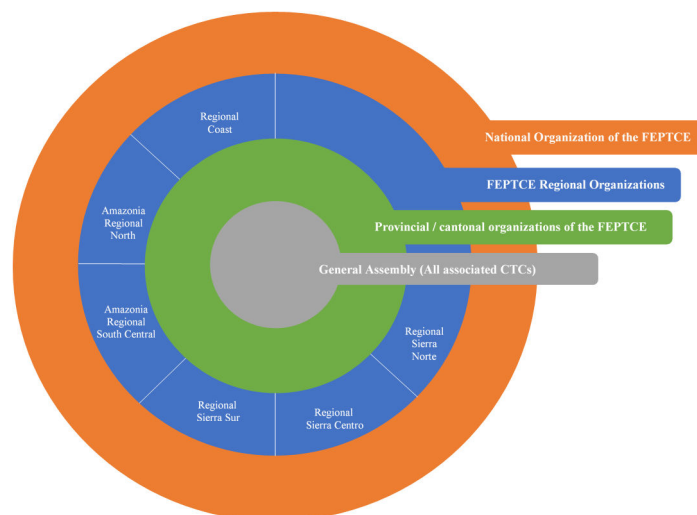 Regional
Coast
National Organization of the FEPTCE
FEPTCE Regional Organizations
Amazonia
Regional
North
Provincial / cantonal organizations of the FEPTCE
General Assembly (All associated CTCs)
Amazonia
Regional
South Central
Regional
Sierra
Norte
Regional
Sierra Sur
Regional
Sierra Centro